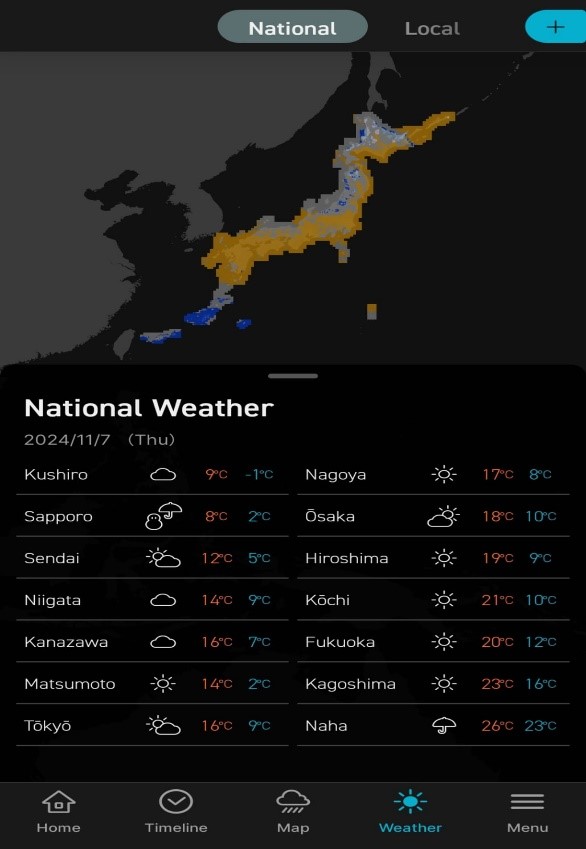 National Local
National Weather
2024/11/7 (Thu)
Kushiro 9°C -1°C
Sapporo 8°C 2°C
Sendai 12°C 5°C
Niigata 14°C 9°C
Kanazawa 16°C 7°C
Matsumoto 14°C 2°C
Tōkyō 16°C 9°C
Nagoya 17°C 8°C
Ōsaka 18°C 10°C
Hiroshima 19°C 9°C
Kōchi 21°C 10°C
Fukuoka 20°C 12°C
Kagoshima 23°C 16°C
Naha 26°C 23°C
Home Timeline Map Weather Menu